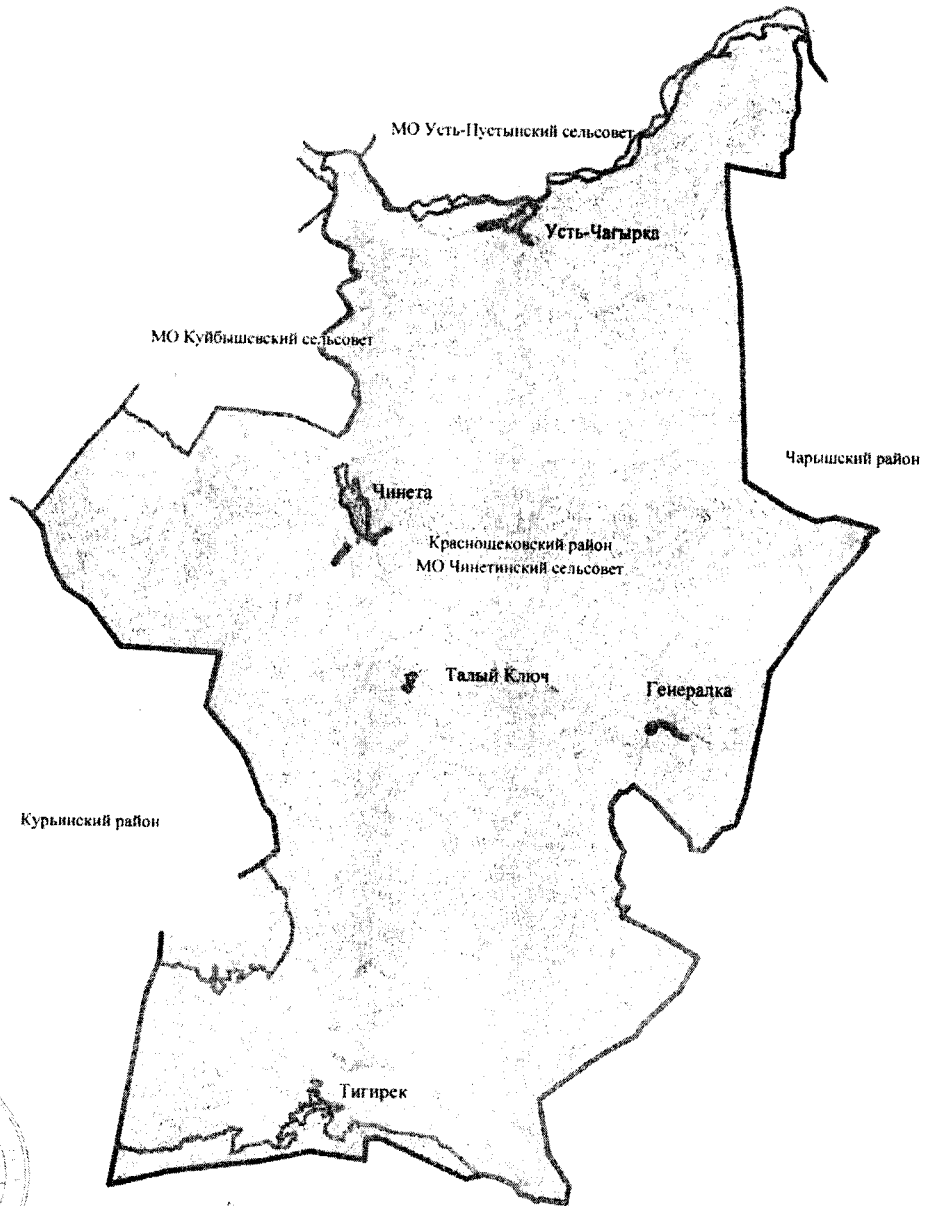 МО Усть-Пустынский сельсовет
Усть-Чагырка
МО Куйбышевский сельсовет
Чарышский район
Чинета
Краснощековский район
МО Чинетинский сельсовет
Талый Ключ
Генералка
Курьинский район
Тигирек